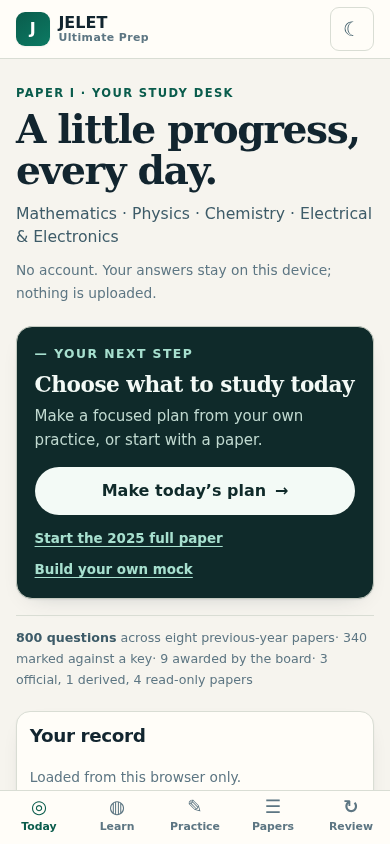 J
JELET
Ultimate Prep
PAPER I · YOUR STUDY DESK
A little progress,
every day.
Mathematics · Physics · Chemistry · Electrical
& Electronics
No account. Your answers stay on this device;
nothing is uploaded.
— YOUR NEXT STEP
Choose what to study today
Make a focused plan from your own
practice, or start with a paper.
Make today’s plan →
Start the 2025 full paper
Build your own mock
800 questions across eight previous-year papers· 340
marked against a key· 9 awarded by the board· 3
official, 1 derived, 4 read-only papers
Your record
Loaded from this browser only.
Today
Learn
Practice
Papers
Review